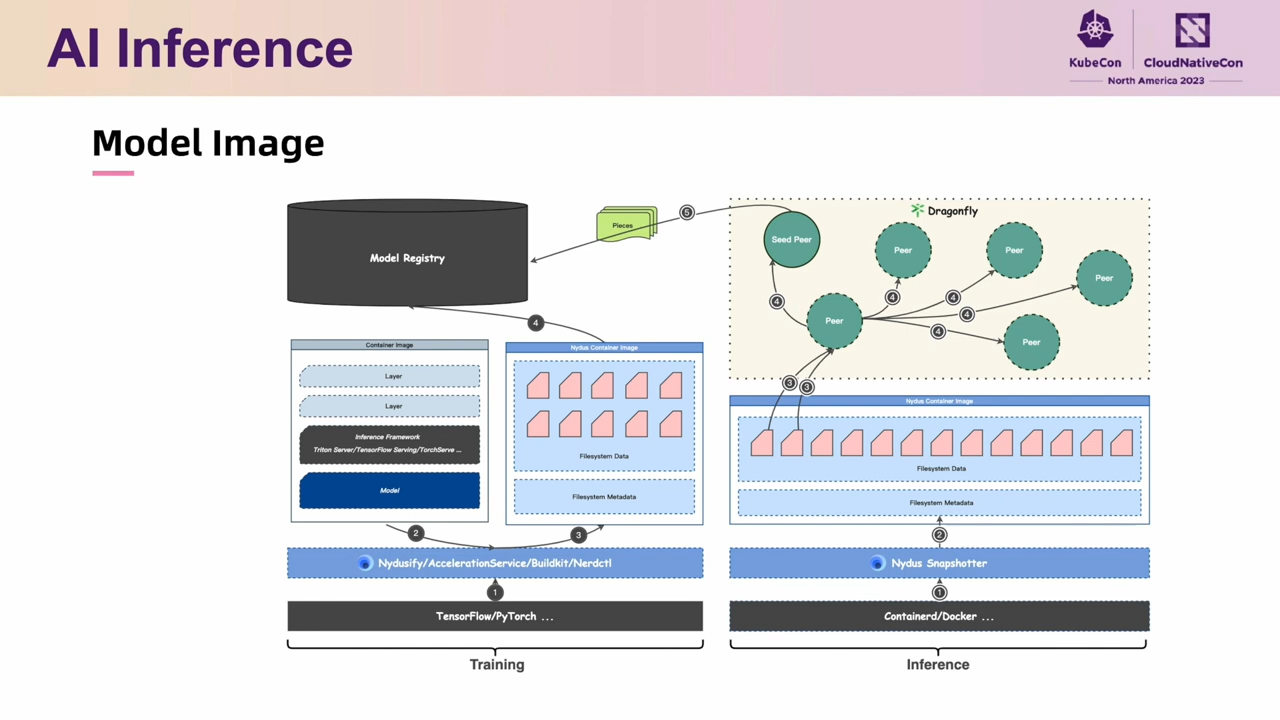 AI Inference
KubeCon
CloudNativeCon
North America 2023
Model Image
Model Registry
Pieces
5
Dragonfly
Seed Peer
Peer
Peer
Peer
Peer
Peer
4
4
4
4
4
4
3
3
Container Image
Layer
Layer
Inference Framework
Triton Server/TensorFlow Serving/TorchServe ...
Model
Nydus Container Image
Filesystem Data
Filesystem Metadata
Nydus Container Image
Filesystem Data
Filesystem Metadata
2
3
2
Nydusify/AccelerationService/Buildkit/Nerdctl
Nydus Snapshotter
1
1
TensorFlow/PyTorch ...
Containerd/Docker ...
Training
Inference